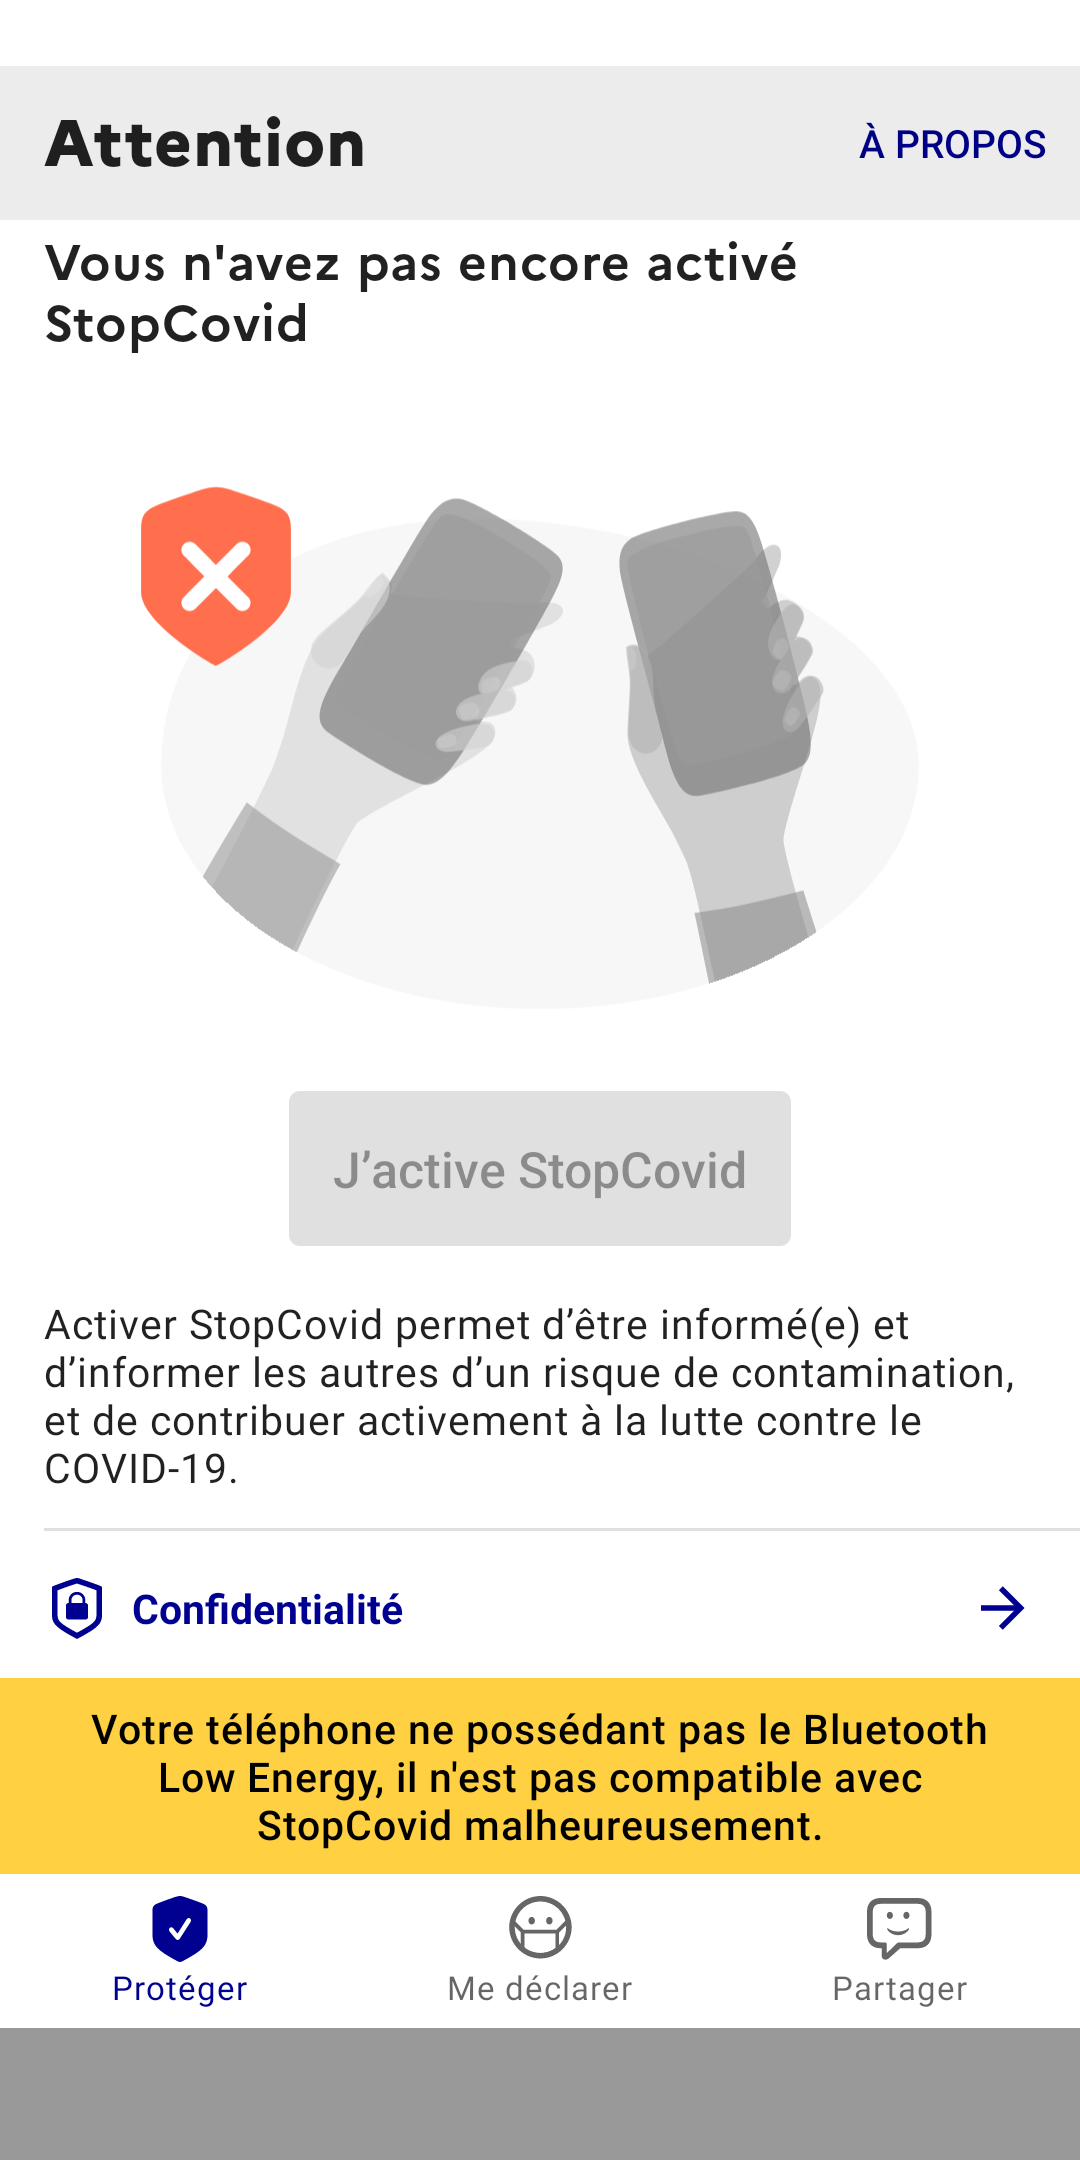 Attention
À PROPOS
Vous n'avez pas encore activé
StopCovid
J’active StopCovid
Activer StopCovid permet d’être informé(e) et
d’informer les autres d’un risque de contamination,
et de contribuer activement à la lutte contre le
COVID-19.
Confidentialité
Votre téléphone ne possédant pas le Bluetooth
Low Energy, il n'est pas compatible avec
StopCovid malheureusement.
Protéger
Me déclarer
Partager